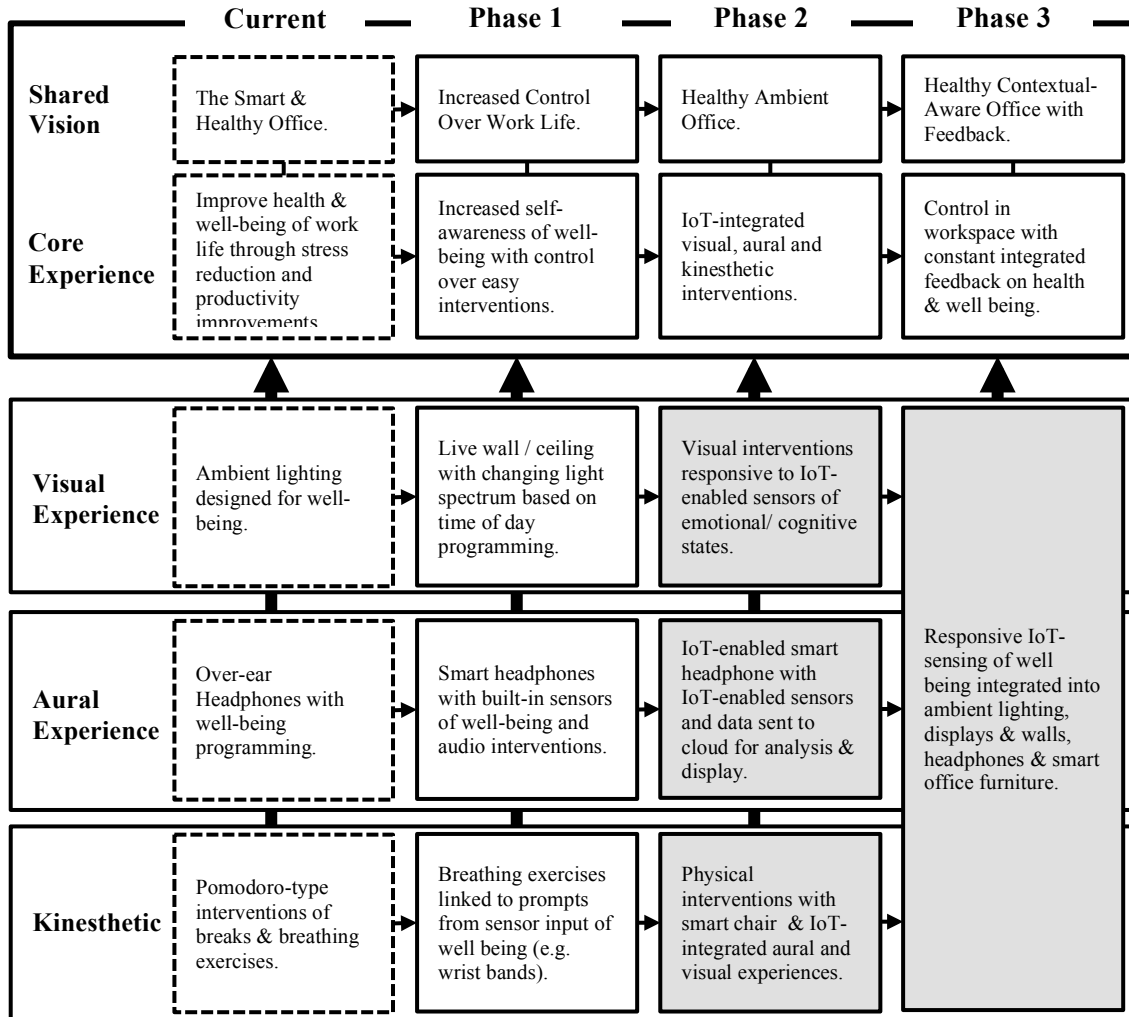 Current
Phase 1
Phase 2
Phase 3
Shared
Vision
The Smart &
Healthy Office.
Increased Control
Over Work Life.
Healthy Ambient
Office.
Healthy Contextual-
Aware Office with
Feedback.
Core
Experience
Improve health &
well-being of work
life through stress
reduction and
productivity
improvements
Increased self-
awareness of well-
being with control
over easy
interventions.
IoT-integrated
visual, aural and
kinesthetic
interventions.
Control in
workspace with
constant integrated
feedback on health
& well being.
Visual
Experience
Ambient lighting
designed for well-
being.
Live wall / ceiling
with changing light
spectrum based on
time of day
programming.
Visual interventions
responsive to IoT-
enabled sensors of
emotional/ cognitive
states.
Aural
Experience
Over-ear
Headphones with
well-being
programming.
Smart headphones
with built-in sensors
of well-being and
audio interventions.
IoT-enabled smart
headphone with
IoT-enabled sensors
and data sent to
cloud for analysis &
display.
Responsive IoT-
sensing of well
being integrated into
ambient lighting,
displays & walls,
headphones & smart
office furniture.
Kinesthetic
Pomodoro-type
interventions of
breaks & breathing
exercises.
Breathing exercises
linked to prompts
from sensor input of
well being (e.g.
wrist bands).
Physical
interventions with
smart chair & IoT-
integrated aural and
visual experiences.